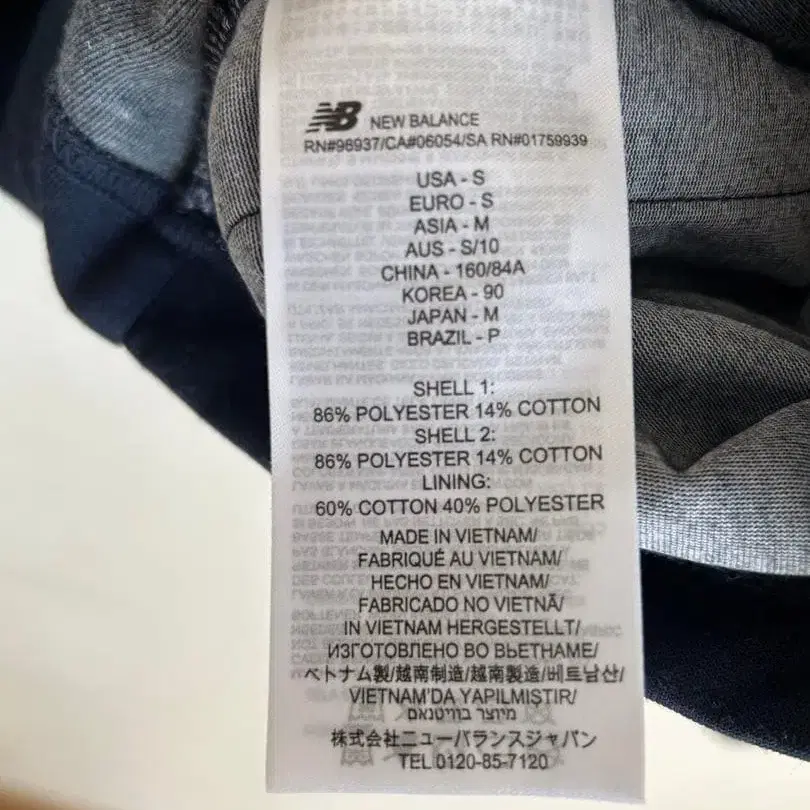 NB NEW BALANCE
RN#98937/CA#06054/SA RN#01759939
USA - S
EURO - S
ASIA - M
AUS - S/10
CHINA - 160/84A
KOREA - 90
JAPAN - M
BRAZIL - P
SHELL 1:
86% POLYESTER 14% COTTON
SHELL 2:
86% POLYESTER 14% COTTON
LINING:
60% COTTON 40% POLYESTER
MADE IN VIETNAM/
FABRIQUÉ AU VIETNAM/
HECHO EN VIETNAM/
FABRICADO NO VIETNÃ/
IN VIETNAM HERGESTELLT/
ИЗГОТОВЛЕНО ВО ВЬЕТНАМЕ/
ベトナム製/越南制造/越南製造/베트남산/
VIETNAM'DA YAPILMIŞTIR/
מיוצר בווייטנאם
株式会社ニューバランスジャパン
TEL 0120-85-7120